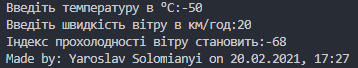 Введіть температуру в °C:-50
Введіть швидкість вітру в км/год:20
Індекс прохолодності вітру становить:-68
Made by: Yaroslav Solomianyi on 20.02.2021, 17:27